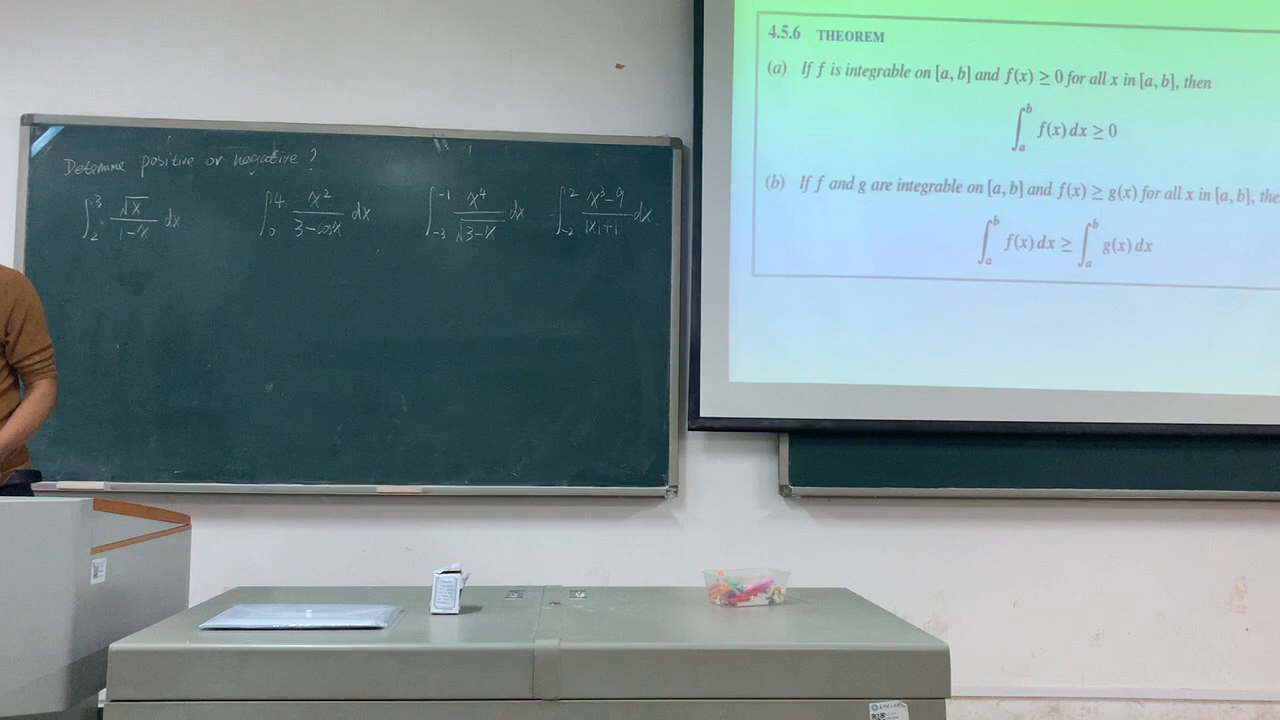 Determine positive or negative?
∫_2^3 √x/(1-x) dx   ∫_0^4 x²/(3-cosx) dx   ∫_{-3}^{-1} x⁴/√(3-x) dx   ∫_{-2}^2 (x³-9)/(|x|+1) dx
4.5.6 THEOREM
(a) If f is integrable on [a, b] and f(x) ≥ 0 for all x in [a, b], then
∫_a^b f(x) dx ≥ 0
(b) If f and g are integrable on [a, b] and f(x) ≥ g(x) for all x in [a, b],
∫_a^b f(x) dx ≥ ∫_a^b g(x) dx